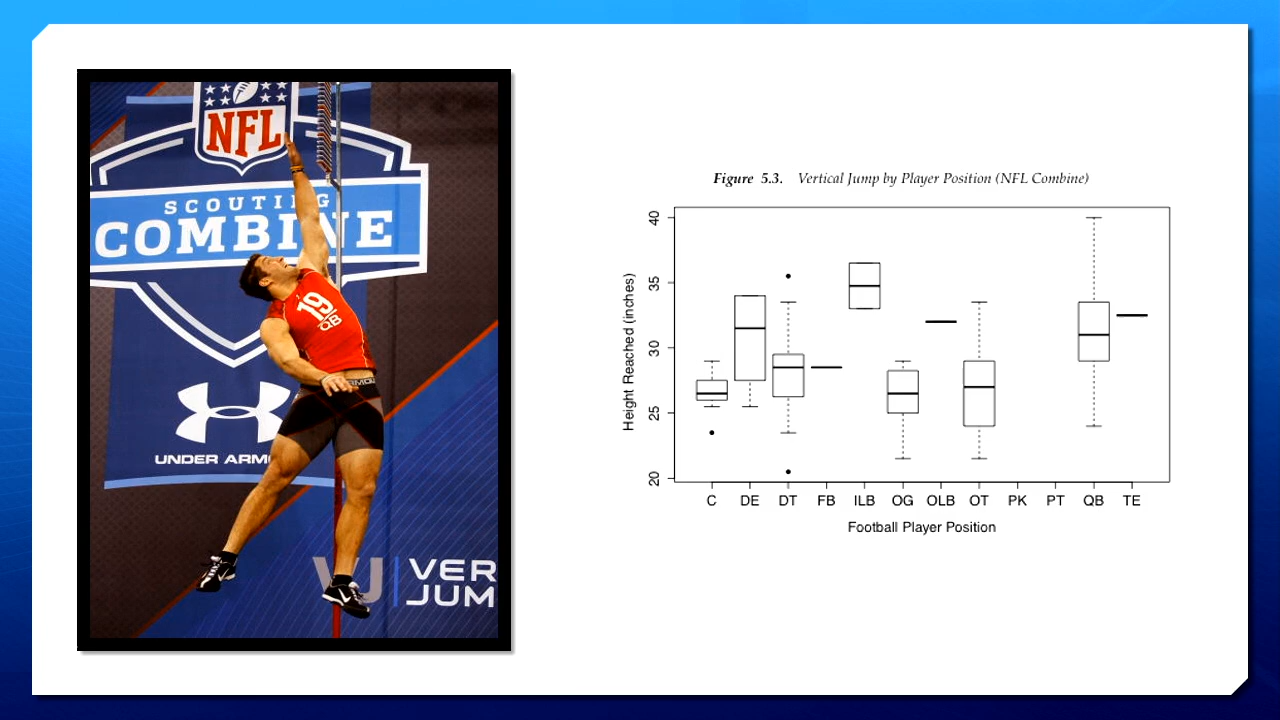 NFL
SCOUTING
COMBINE
19
QB
UNDER
VER
JUM
Figure 5.3. Vertical Jump by Player Position (NFL Combine)
Height Reached (inches)
40
35
30
25
20
C DE DT FB ILB OG OLB OT PK PT QB TE
Football Player Position